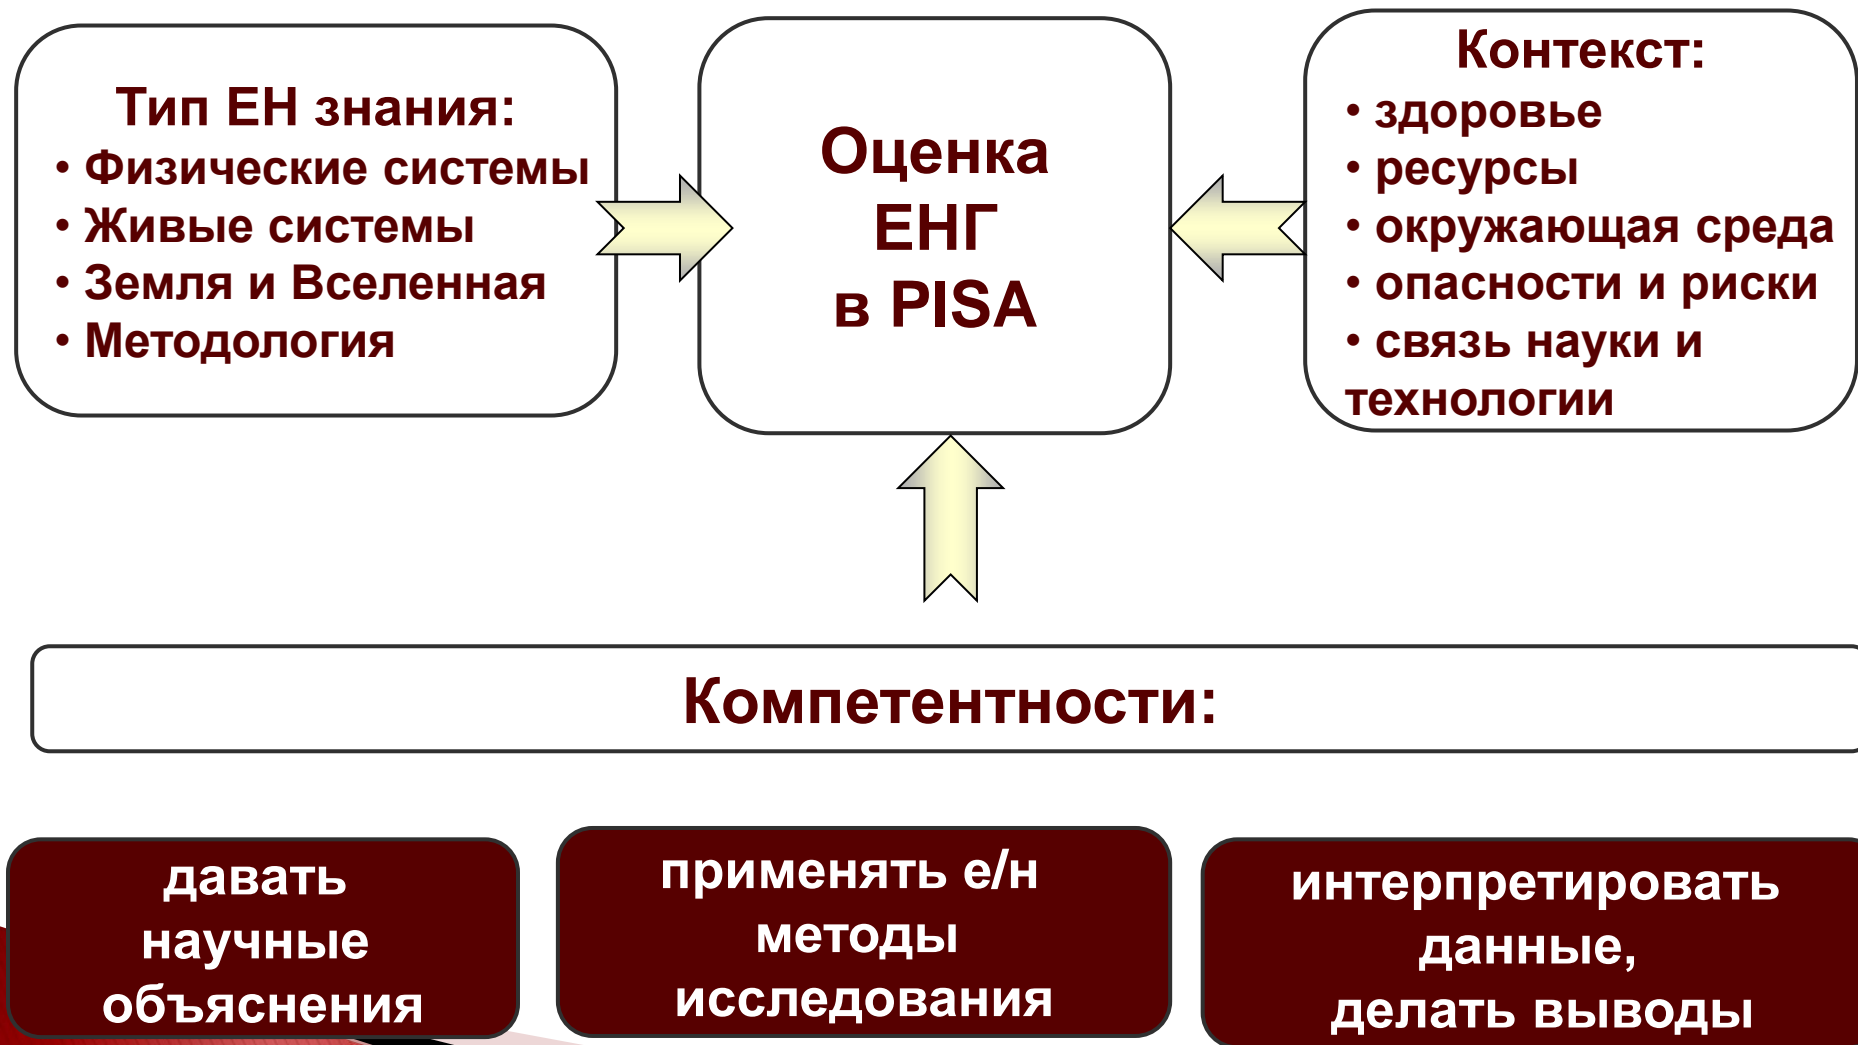 Тип ЕН знания:
• Физические системы
• Живые системы
• Земля и Вселенная
• Методология
Оценка
ЕНГ
в PISA
Контекст:
• здоровье
• ресурсы
• окружающая среда
• опасности и риски
• связь науки и
технологии
Компетентности:
давать
научные
объяснения
применять е/н
методы
исследования
интерпретировать
данные,
делать выводы